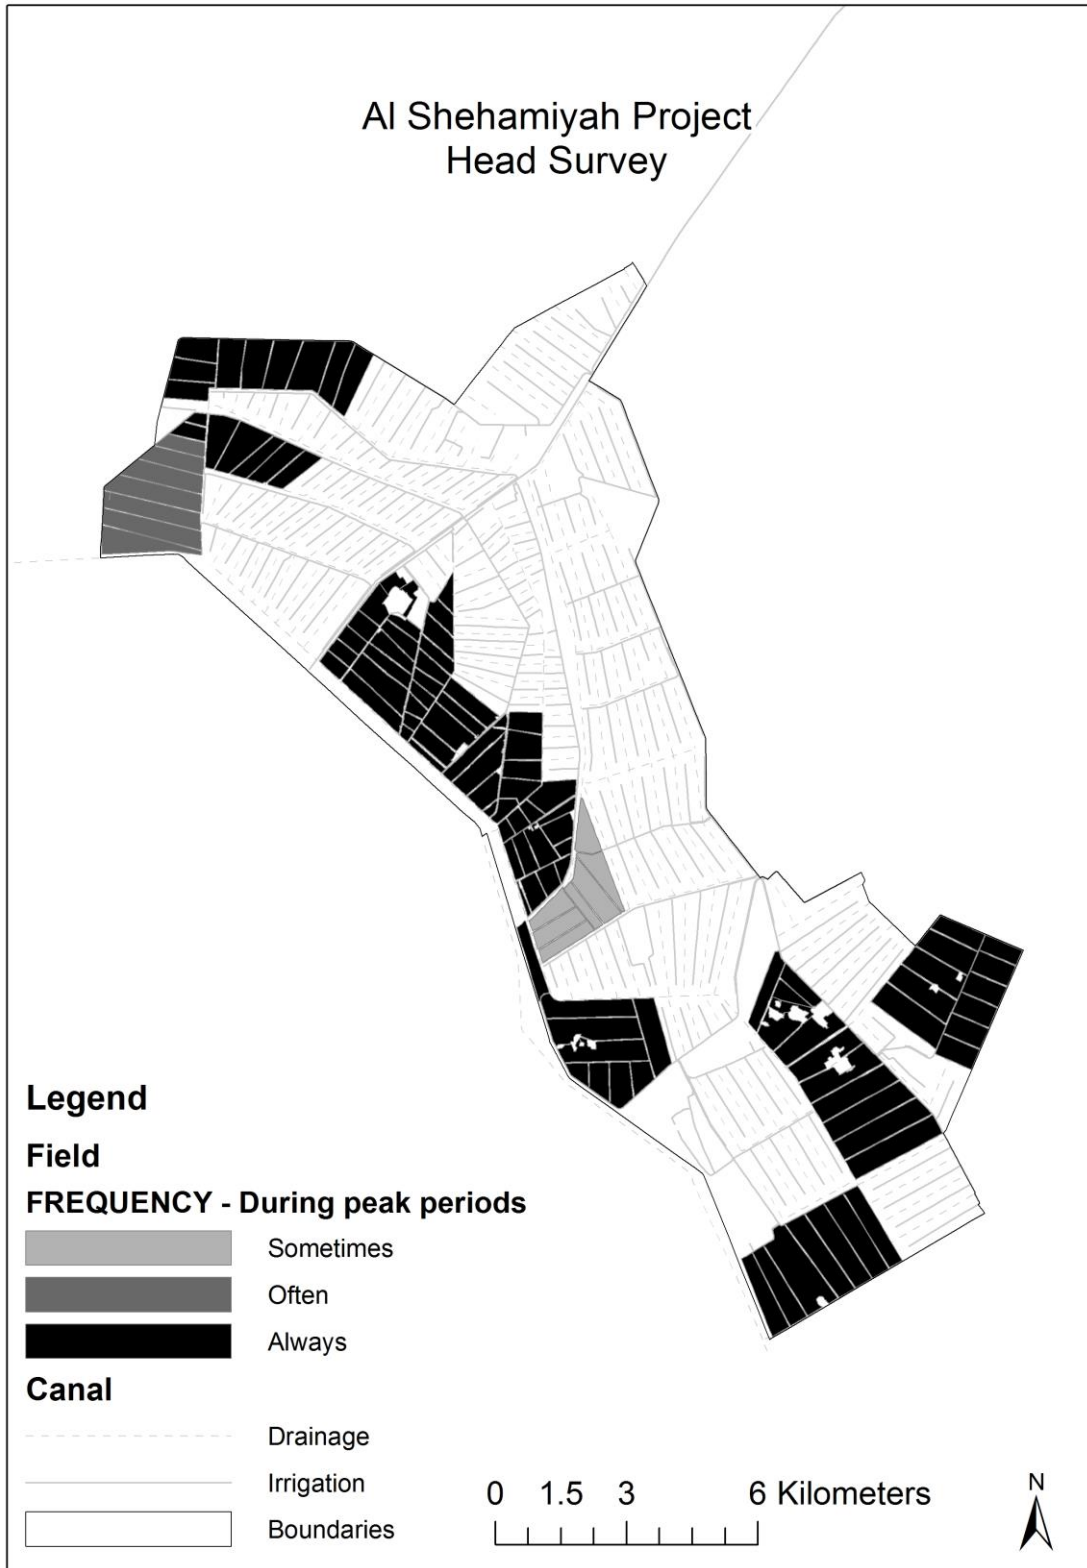 Al Shehamiyah Project
Head Survey
Legend
Field
FREQUENCY - During peak periods
Sometimes
Often
Always
Canal
Drainage
Irrigation
Boundaries
0 1.5 3 6 Kilometers
N